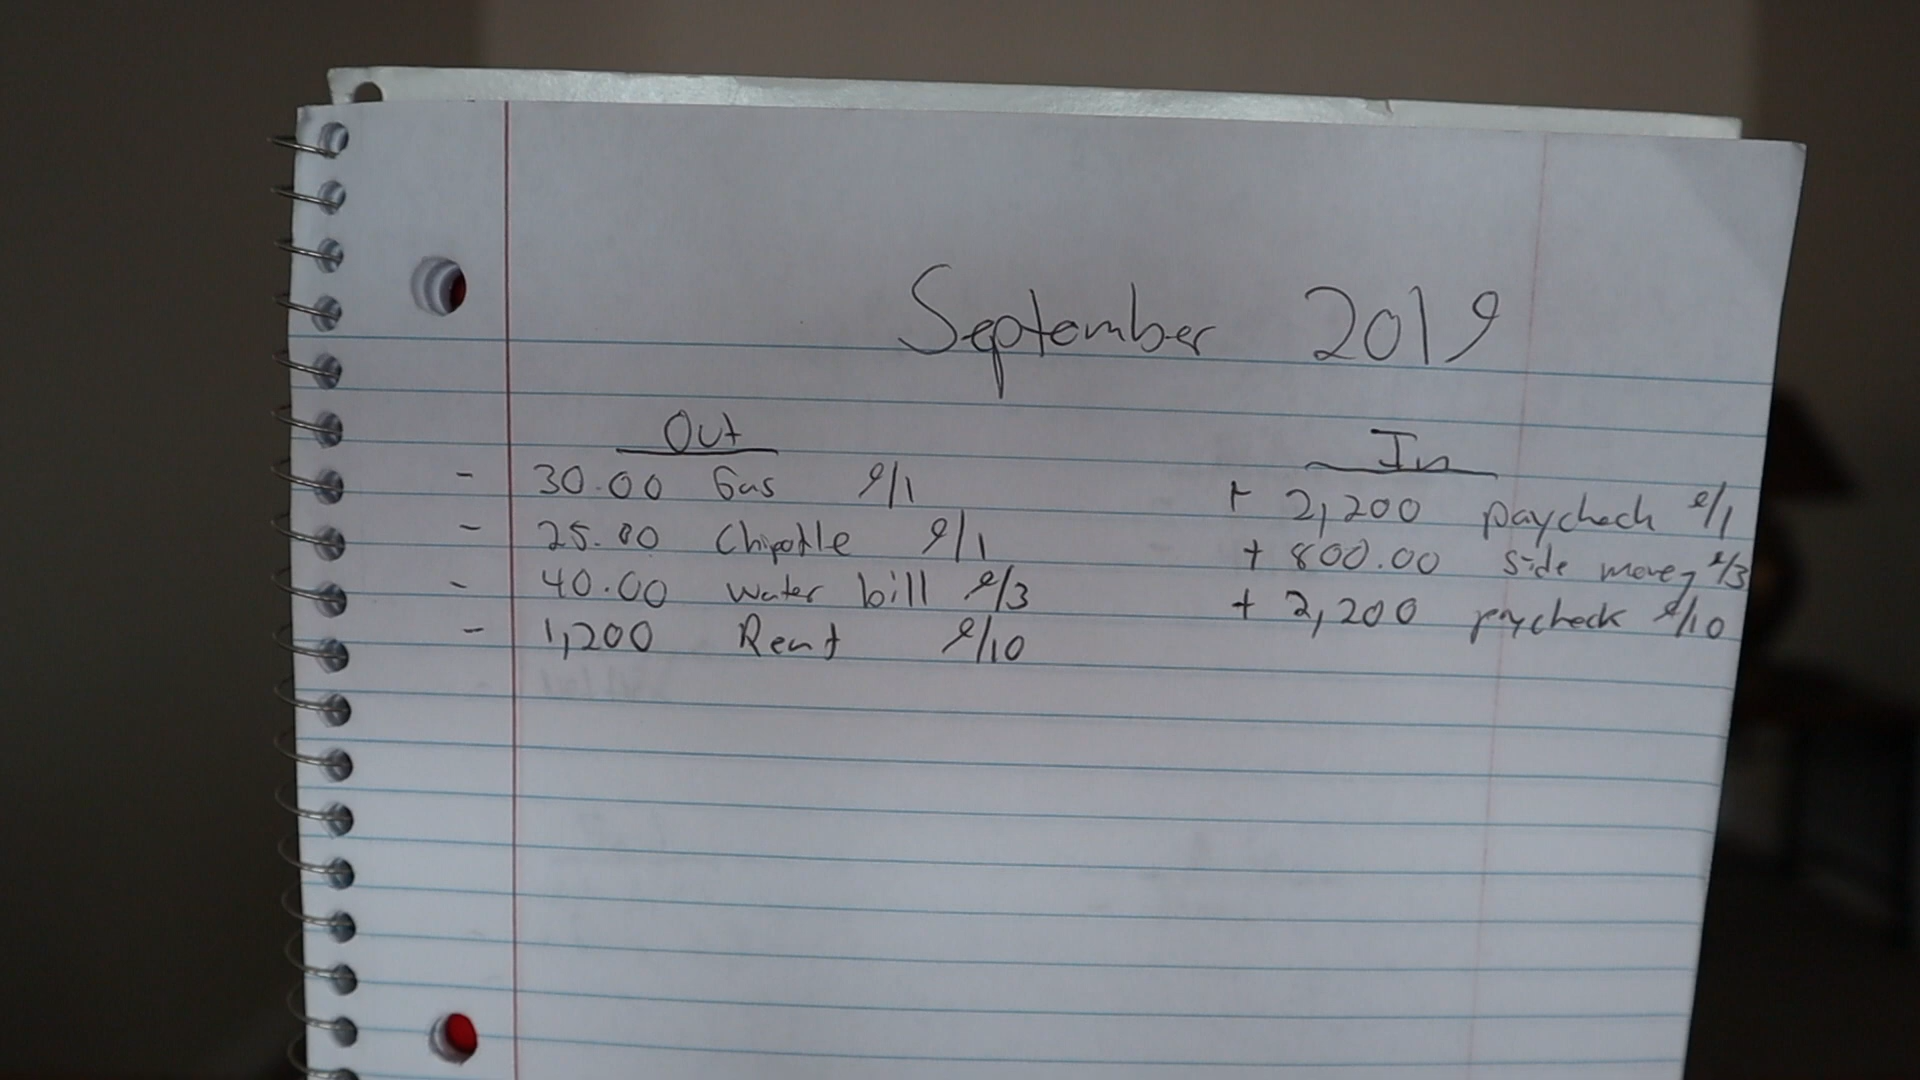 September 2019
Out
- 30.00 Gas 9/1
- 25.00 Chipotle 9/1
- 40.00 water bill 9/3
- 1,200 Rent 9/10
In
+ 2,200 paycheck 9/1
+ 800.00 side money 9/3
+ 2,200 paycheck 9/10